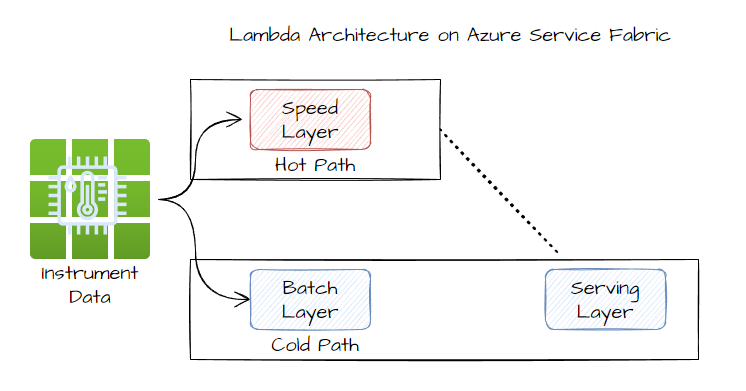 Lambda Architecture on Azure Service Fabric
Speed
Layer
Hot Path
Instrument
Data
Batch
Layer
Cold Path
Serving
Layer